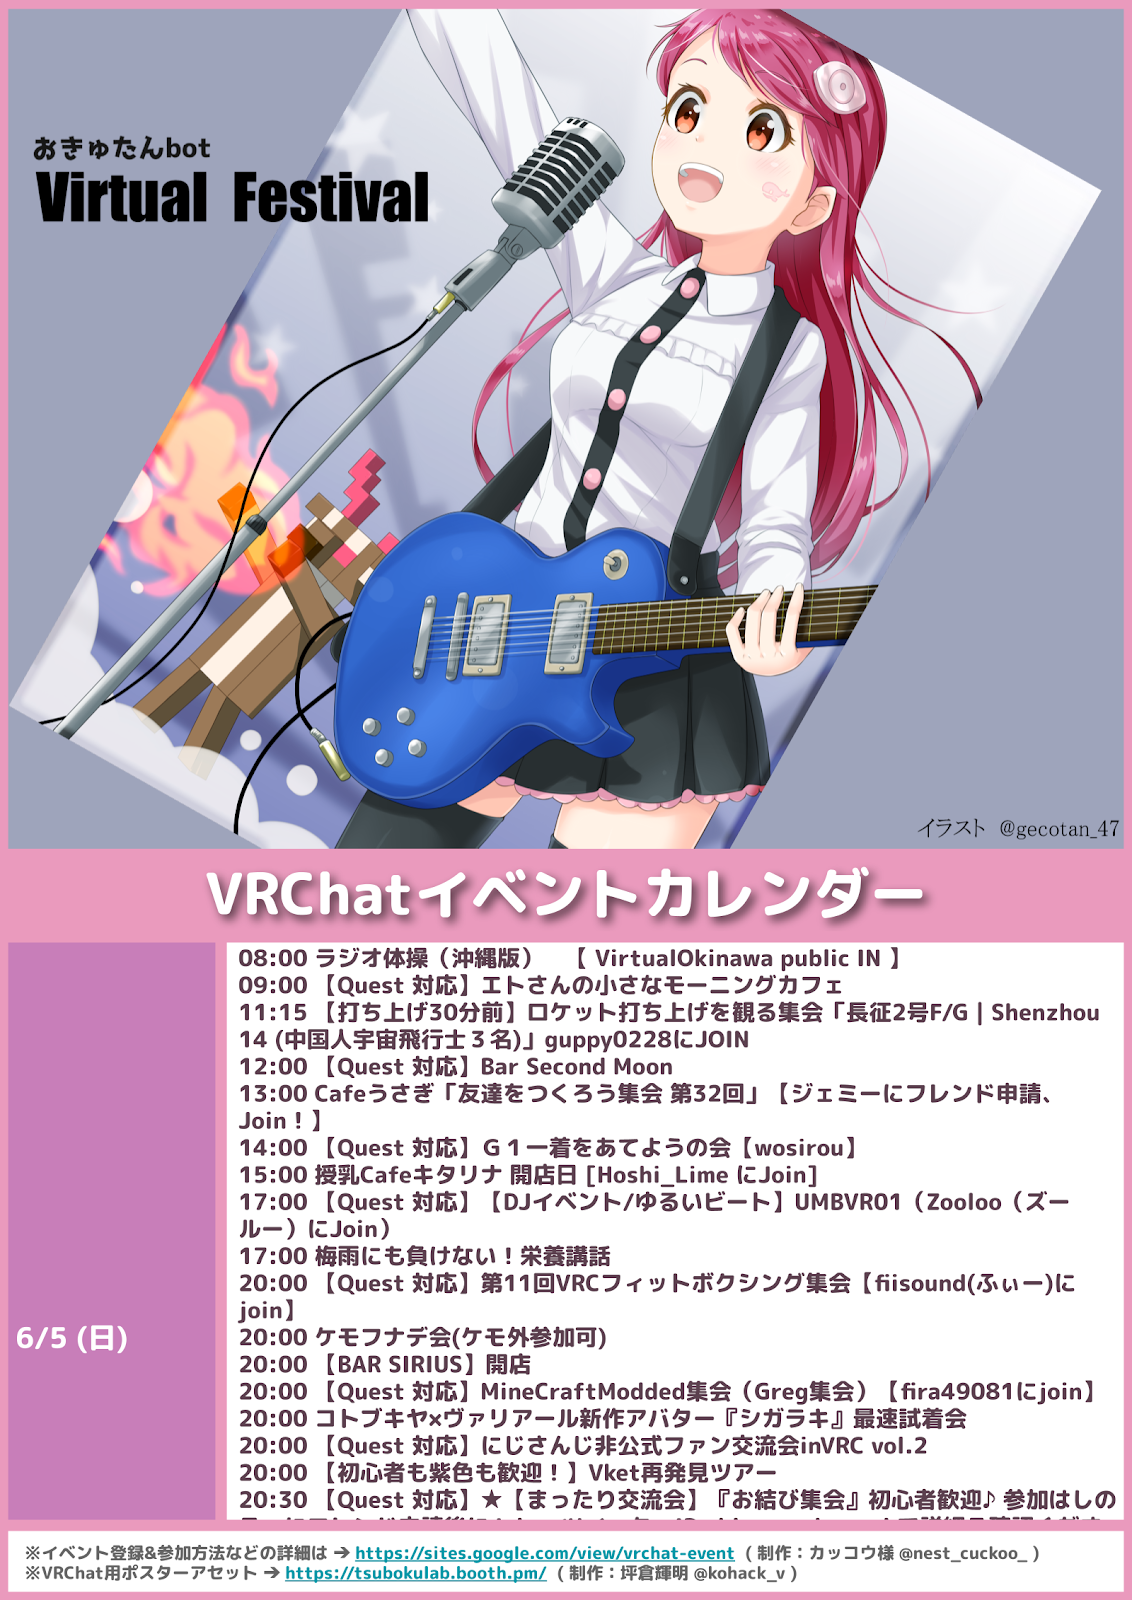 おきゅたんbot
Virtual Festival
イラスト @gecotan_47
VRChatイベントカレンダー
6/5 (日)
08:00 ラジオ体操（沖縄版） 【 VirtualOkinawa public IN 】
09:00 【Quest 対応】エトさんの小さなモーニングカフェ
11:15 【打ち上げ30分前】ロケット打ち上げを観る集会「長征2号F/G | Shenzhou
14 (中国人宇宙飛行士３名)」guppy0228にJOIN
12:00 【Quest 対応】Bar Second Moon
13:00 Cafeうさぎ「友達をつくろう集会 第32回」【ジェミーにフレンド申請、
Join！】
14:00 【Quest 対応】Ｇ１一着をあてようの会【wosirou】
15:00 授乳Cafeキタリナ 開店日 [Hoshi_Lime にJoin]
17:00 【Quest 対応】【DJイベント/ゆるいビート】UMBVR01（Zooloo（ズー
ルー）にJoin）
17:00 梅雨にも負けない！栄養講話
20:00 【Quest 対応】第11回VRCフィットボクシング集会【fiisound(ふぃー)に
join】
20:00 ケモフナデ会(ケモ外参加可)
20:00 【BAR SIRIUS】開店
20:00 【Quest 対応】MineCraftModded集会（Greg集会）【fira49081にjoin】
20:00 コトブキヤ×ヴァリアール新作アバター『シガラキ』最速試着会
20:00 【Quest 対応】にじさんじ非公式ファン交流会inVRC vol.2
20:00 【初心者も紫色も歓迎！】Vket再発見ツアー
20:30 【Quest 対応】★【まったり交流会】『お結び集会』初心者歓迎♪ 参加はしの
※イベント登録&参加方法などの詳細は ➔ https://sites.google.com/view/vrchat-event （ 制作：カッコウ様 @nest_cuckoo_ ）
※VRChat用ポスターアセット ➔ https://tsubokulab.booth.pm/ （ 制作：坪倉輝明 @kohack_v ）